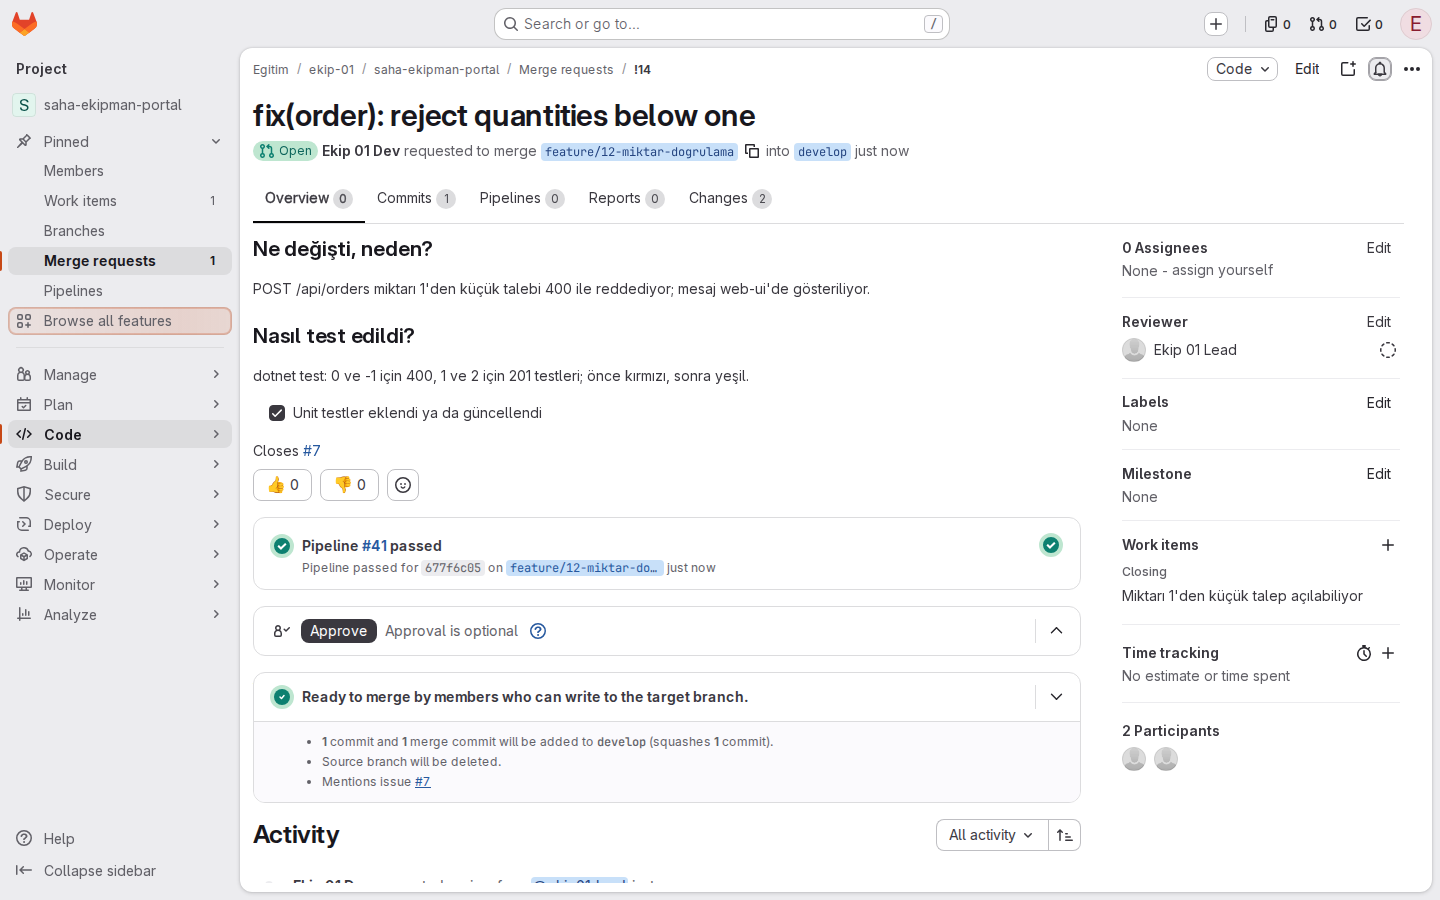 Search or go to...
/
0
0
0
E
Project
S
saha-ekipman-portal
Pinned
Members
Work items 1
Branches
Merge requests 1
Pipelines
Browse all features
Manage
Plan
Code
Build
Secure
Deploy
Operate
Monitor
Analyze
Help
Collapse sidebar
Egitim / ekip-01 / saha-ekipman-portal / Merge requests / !14
Code
Edit
fix(order): reject quantities below one
Open Ekip 01 Dev requested to merge feature/12-miktar-dogrulama into develop just now
Overview 0
Commits 1
Pipelines 0
Reports 0
Changes 2
Ne değişti, neden?
POST /api/orders miktarı 1'den küçük talebi 400 ile reddediyor; mesaj web-ui'de gösteriliyor.
Nasıl test edildi?
dotnet test: 0 ve -1 için 400, 1 ve 2 için 201 testleri; önce kırmızı, sonra yeşil.
Unit testler eklendi ya da güncellendi
Closes #7
👍 0
👎 0
Pipeline #41 passed
Pipeline passed for 677f6c05 on feature/12-miktar-do… just now
Approve Approval is optional
Ready to merge by members who can write to the target branch.
1 commit and 1 merge commit will be added to develop (squashes 1 commit).
Source branch will be deleted.
Mentions issue #7
Activity
All activity
0 Assignees
Edit
None - assign yourself
Reviewer
Edit
Ekip 01 Lead
Labels
Edit
None
Milestone
Edit
None
Work items
Closing
Miktarı 1'den küçük talep açılabiliyor
Time tracking
No estimate or time spent
2 Participants